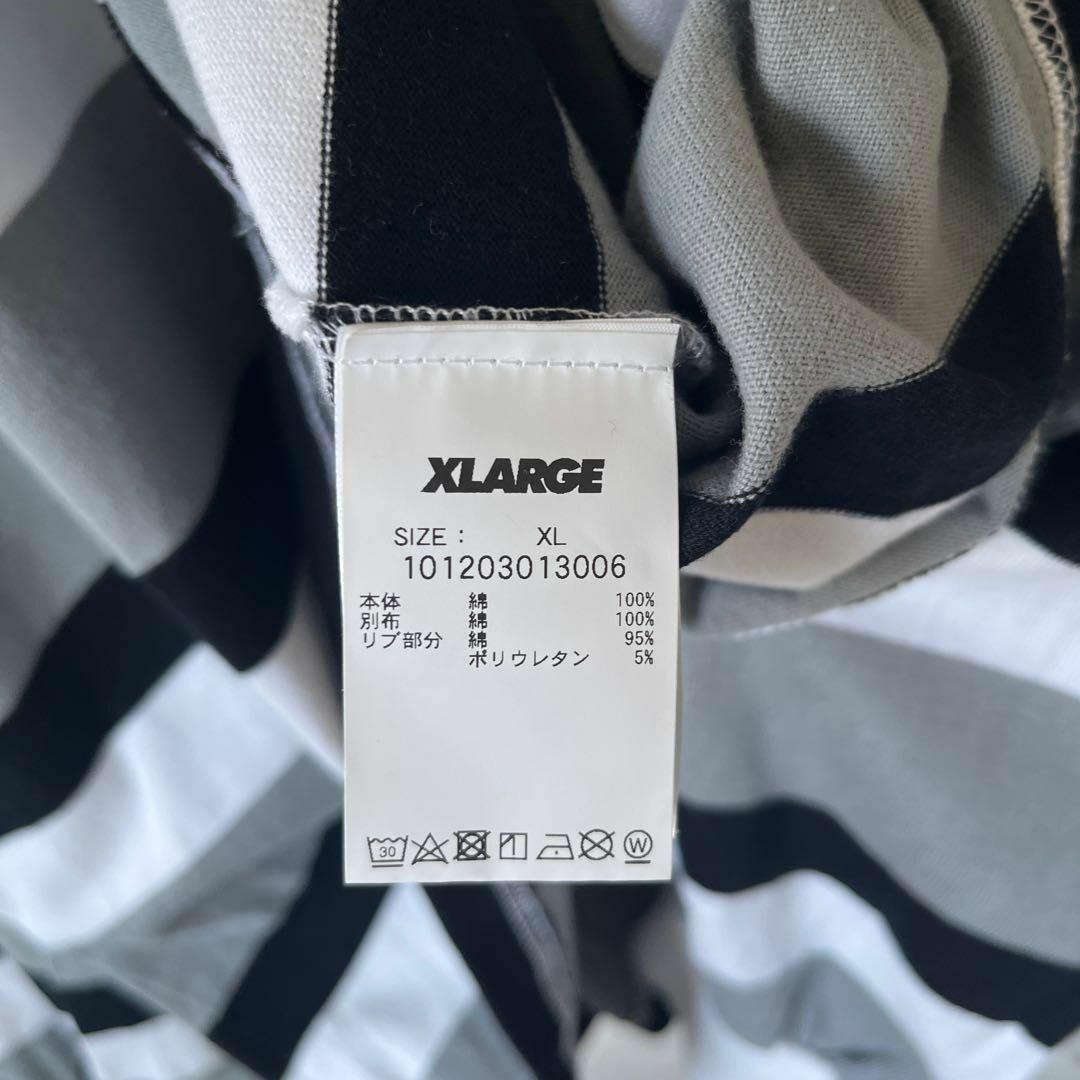 XLARGE
SIZE : XL
101203013006
本体 綿 100%
別布 綿 100%
リブ部分 綿 95%
ポリウレタン 5%
30 W